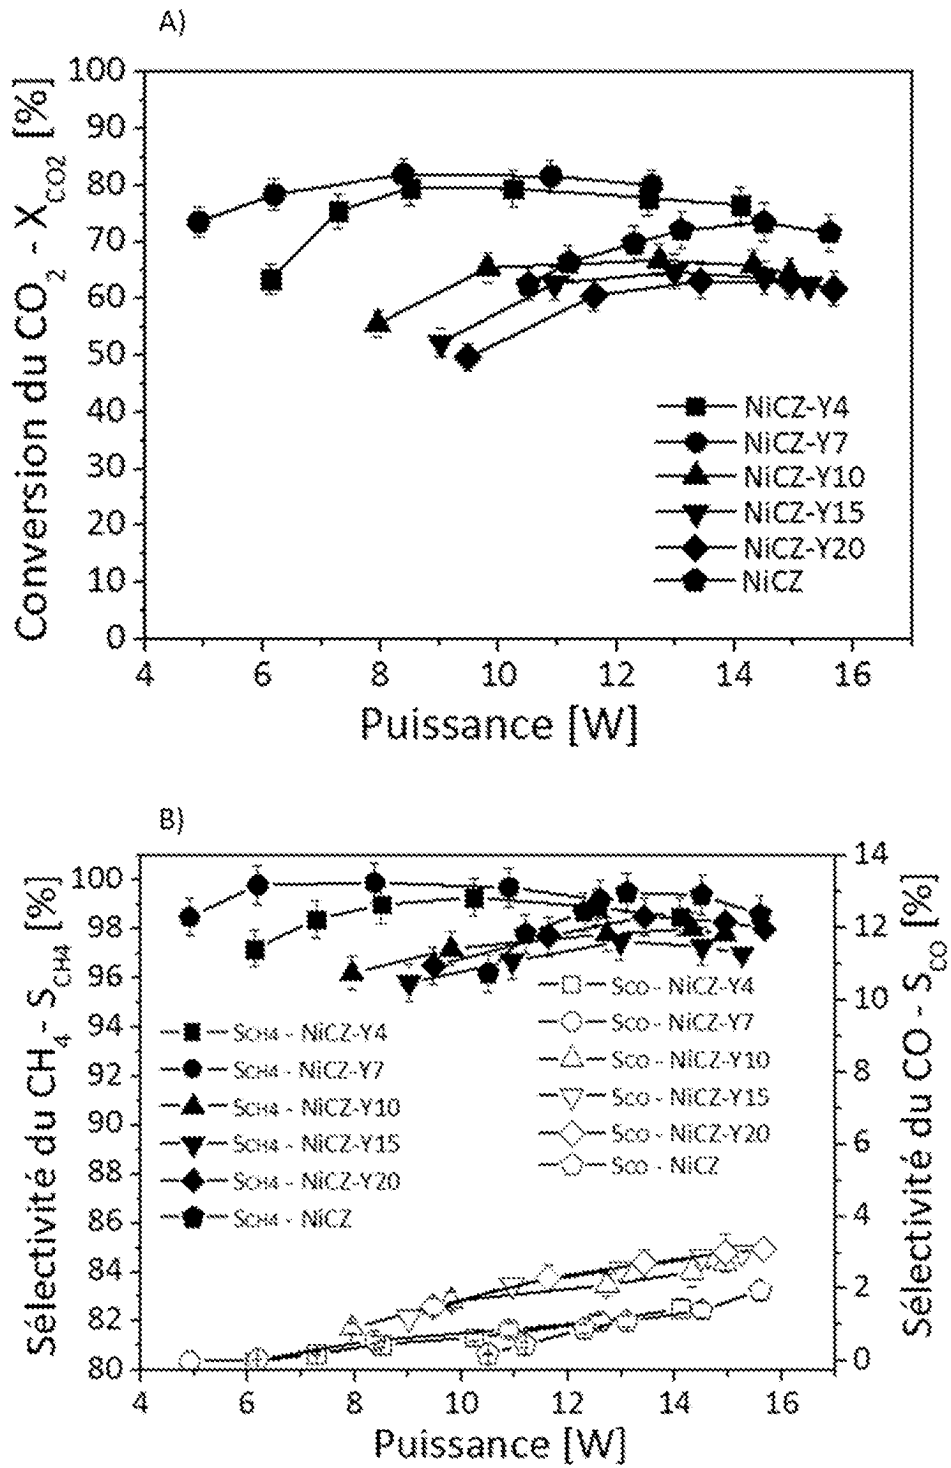 A)
Conversion du CO2 - XCO2 [%]
100
90
80
70
60
50
40
30
20
10
0
NiCZ-Y4
NiCZ-Y7
NiCZ-Y10
NiCZ-Y15
NiCZ-Y20
NiCZ
4 6 8 10 12 14 16
Puissance [W]
B)
Sélectivité du CH4 - SCH4 [%]
100
98
96
94
92
90
88
86
84
82
80
SCH4 - NiCZ-Y4
SCH4 - NiCZ-Y7
SCH4 - NiCZ-Y10
SCH4 - NiCZ-Y15
SCH4 - NiCZ-Y20
SCH4 - NiCZ
SCO - NiCZ-Y4
SCO - NiCZ-Y7
SCO - NiCZ-Y10
SCO - NiCZ-Y15
SCO - NiCZ-Y20
SCO - NiCZ
14
12
10
8
6
4
2
0
Sélectivité du CO - SCO [%]
4 6 8 10 12 14 16
Puissance [W]